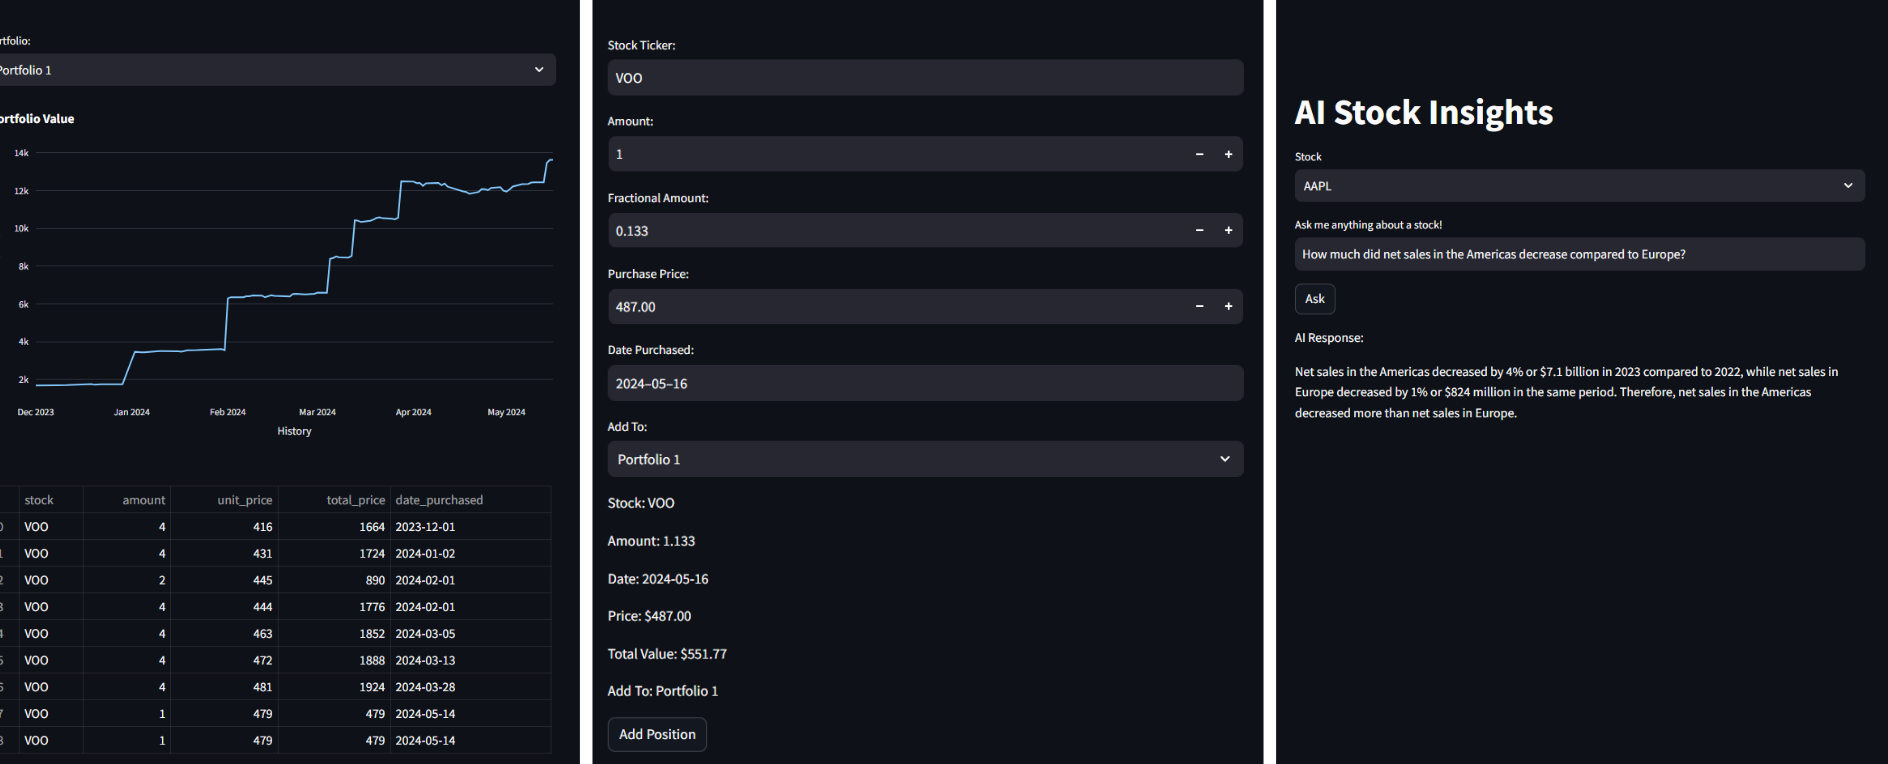 rtfolio:
Portfolio 1
ortfolio Value
14k
12k
10k
8k
6k
4k
2k
Dec 2023 Jan 2024 Feb 2024 Mar 2024 Apr 2024 May 2024
History
stock amount unit_price total_price date_purchased
0 VOO 4 416 1664 2023-12-01
1 VOO 4 431 1724 2024-01-02
2 VOO 2 445 890 2024-02-01
3 VOO 4 444 1776 2024-02-01
4 VOO 4 463 1852 2024-03-05
5 VOO 4 472 1888 2024-03-13
6 VOO 4 481 1924 2024-03-28
7 VOO 1 479 479 2024-05-14
8 VOO 1 479 479 2024-05-14
Stock Ticker:
VOO
Amount:
1
Fractional Amount:
0.133
Purchase Price:
487.00
Date Purchased:
2024–05–16
Add To:
Portfolio 1
Stock: VOO
Amount: 1.133
Date: 2024-05-16
Price: $487.00
Total Value: $551.77
Add To: Portfolio 1
Add Position
AI Stock Insights
Stock
AAPL
Ask me anything about a stock!
How much did net sales in the Americas decrease compared to Europe?
Ask
AI Response:
Net sales in the Americas decreased by 4% or $7.1 billion in 2023 compared to 2022, while net sales in
Europe decreased by 1% or $824 million in the same period. Therefore, net sales in the Americas
decreased more than net sales in Europe.